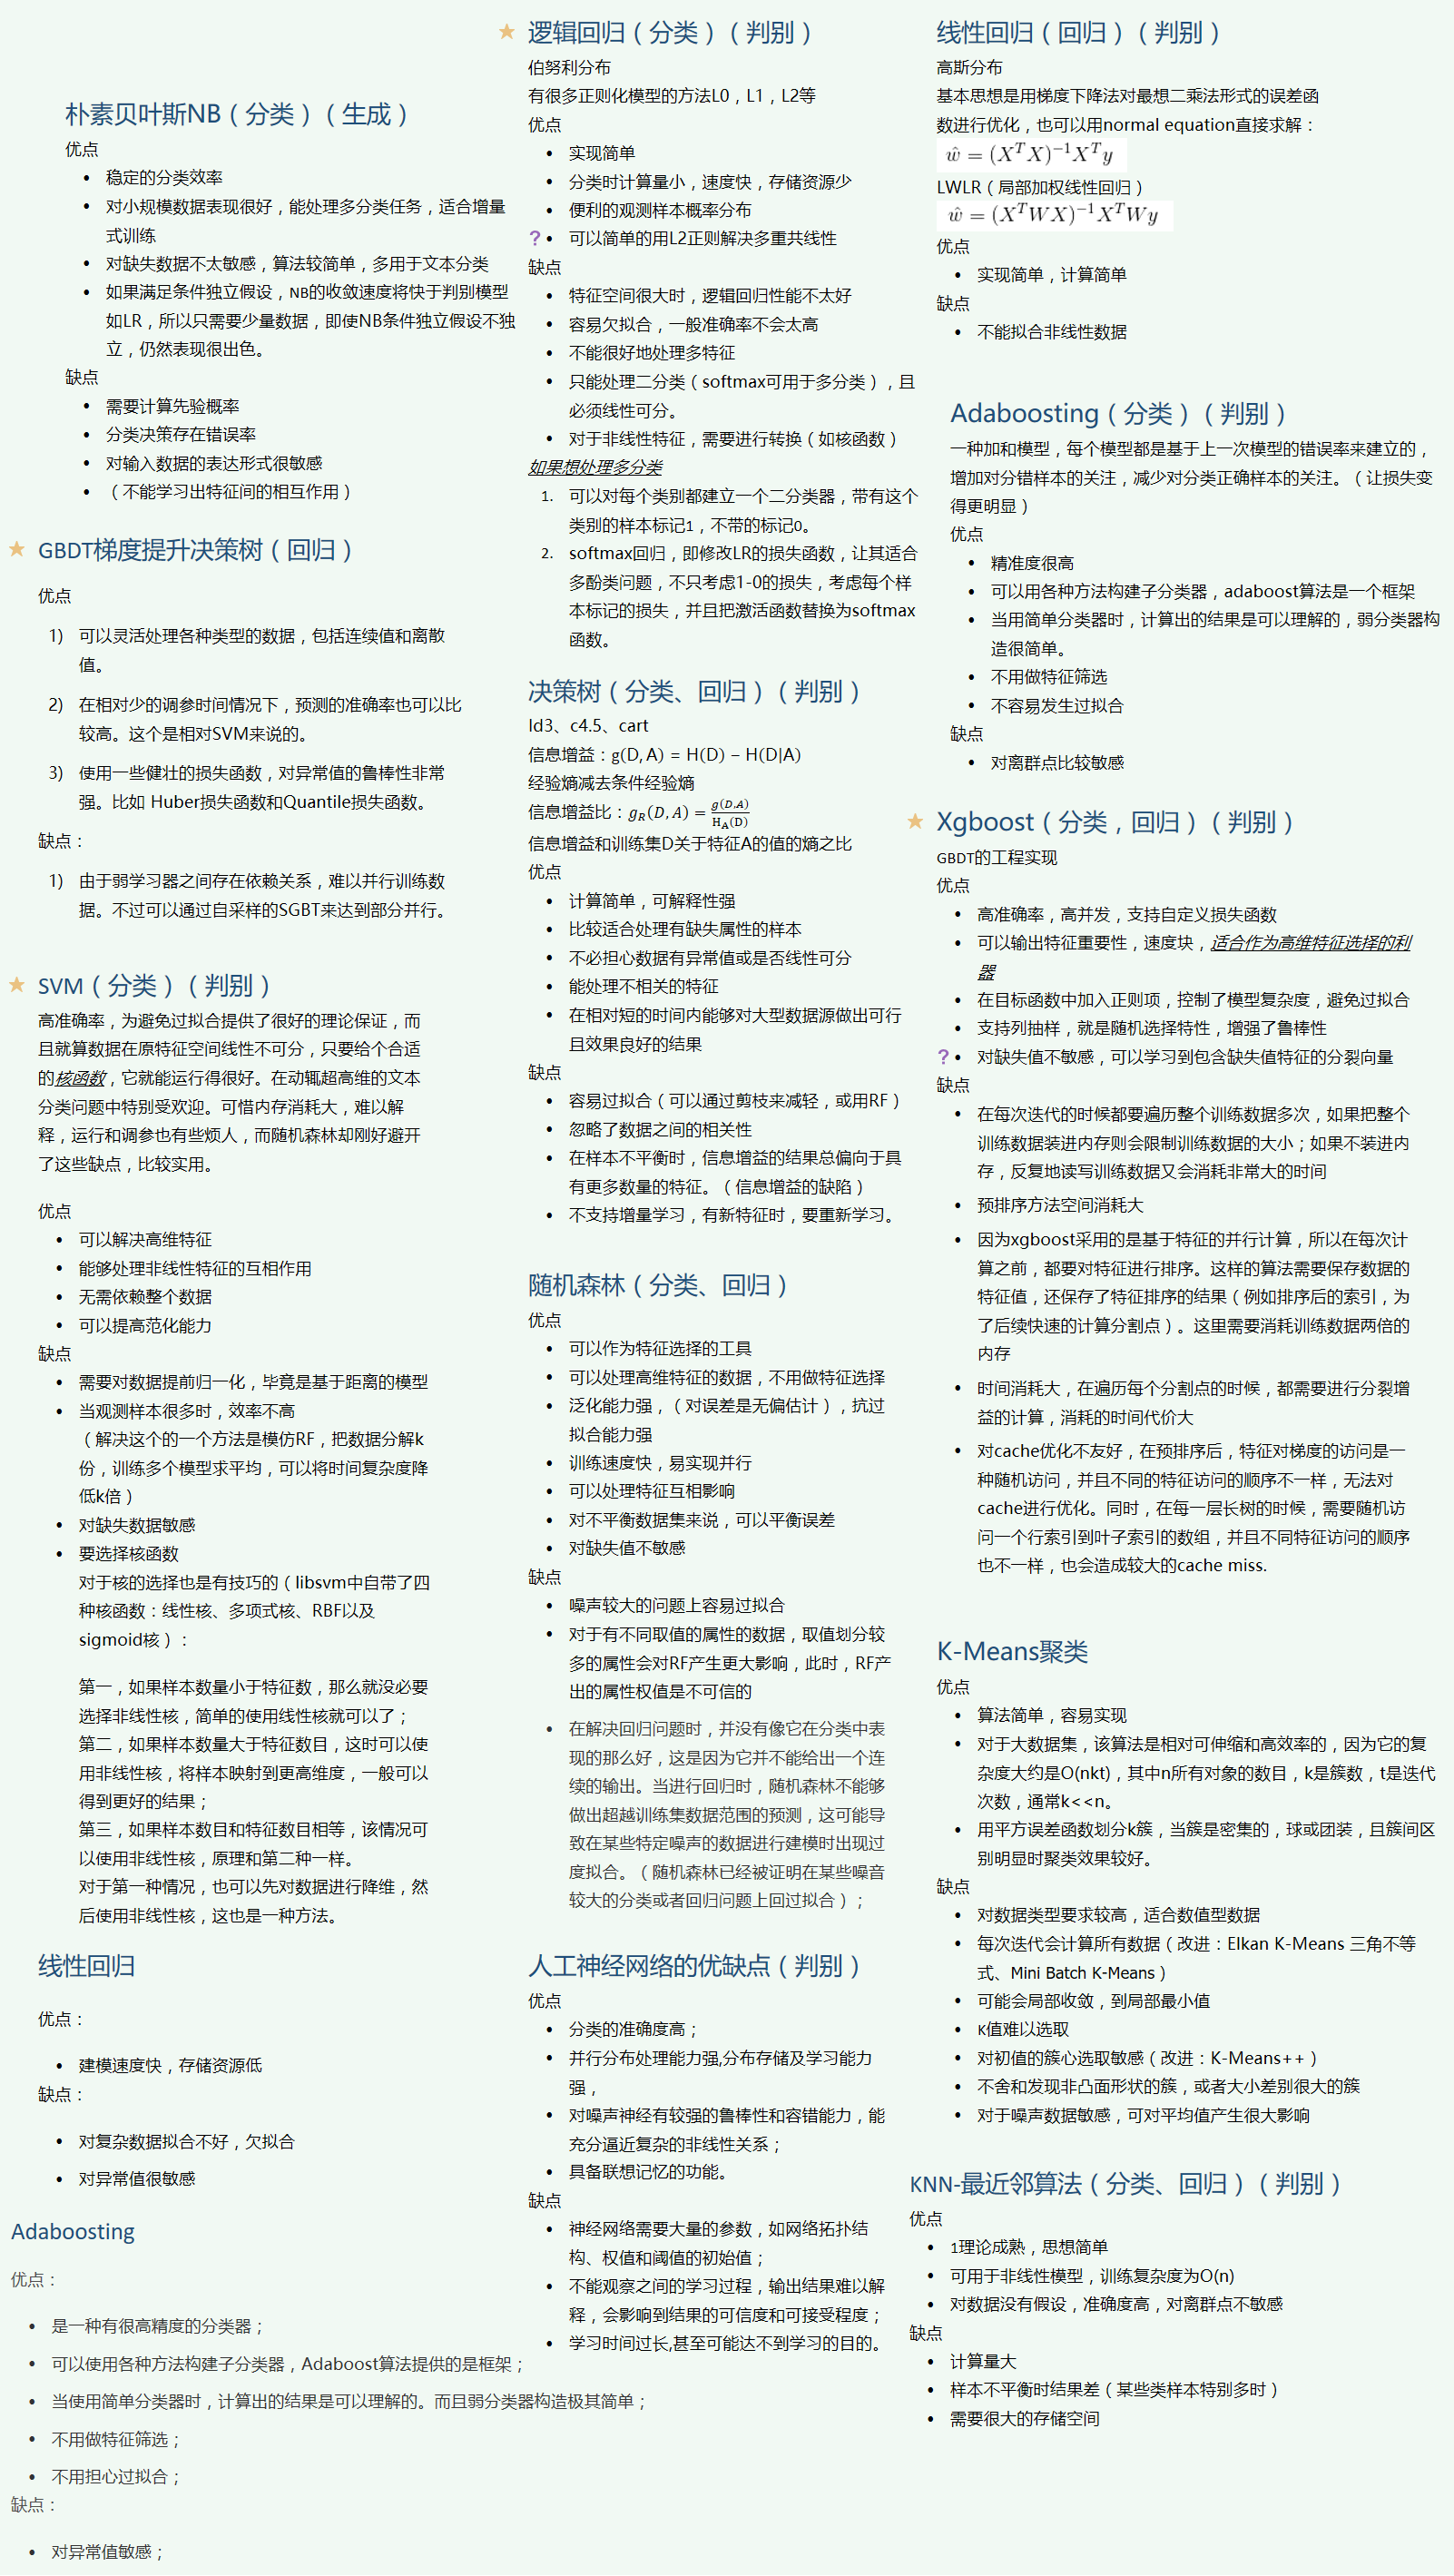 朴素贝叶斯NB（分类）（生成）
优点
• 稳定的分类效率
• 对小规模数据表现很好，能处理多分类任务，适合增量
式训练
• 对缺失数据不太敏感，算法较简单，多用于文本分类
• 如果满足条件独立假设，NB的收敛速度将快于判别模型
如LR，所以只需要少量数据，即使NB条件独立假设不独
立，仍然表现很出色。
缺点
• 需要计算先验概率
• 分类决策存在错误率
• 对输入数据的表达形式很敏感
• （不能学习出特征间的相互作用）
GBDT梯度提升决策树（回归）
优点
1) 可以灵活处理各种类型的数据，包括连续值和离散
值。
2) 在相对少的调参时间情况下，预测的准确率也可以比
较高。这个是相对SVM来说的。
3) 使用一些健壮的损失函数，对异常值的鲁棒性非常
强。比如 Huber损失函数和Quantile损失函数。
缺点：
1) 由于弱学习器之间存在依赖关系，难以并行训练数
据。不过可以通过自采样的SGBT来达到部分并行。
SVM（分类）（判别）
高准确率，为避免过拟合提供了很好的理论保证，而
且就算数据在原特征空间线性不可分，只要给个合适
的核函数，它就能运行得很好。在动辄超高维的文本
分类问题中特别受欢迎。可惜内存消耗大，难以解
释，运行和调参也有些烦人，而随机森林却刚好避开
了这些缺点，比较实用。
优点
• 可以解决高维特征
• 能够处理非线性特征的互相作用
• 无需依赖整个数据
• 可以提高范化能力
缺点
• 需要对数据提前归一化，毕竟是基于距离的模型
• 当观测样本很多时，效率不高
（解决这个的一个方法是模仿RF，把数据分解k
份，训练多个模型求平均，可以将时间复杂度降
低k倍）
• 对缺失数据敏感
• 要选择核函数
对于核的选择也是有技巧的（libsvm中自带了四
种核函数：线性核、多项式核、RBF以及
sigmoid核）：
第一，如果样本数量小于特征数，那么就没必要
选择非线性核，简单的使用线性核就可以了；
第二，如果样本数量大于特征数目，这时可以使
用非线性核，将样本映射到更高维度，一般可以
得到更好的结果；
第三，如果样本数目和特征数目相等，该情况可
以使用非线性核，原理和第二种一样。
对于第一种情况，也可以先对数据进行降维，然
后使用非线性核，这也是一种方法。
线性回归
优点：
• 建模速度快，存储资源低
缺点：
• 对复杂数据拟合不好，欠拟合
• 对异常值很敏感
Adaboosting
优点：
• 是一种有很高精度的分类器；
• 可以使用各种方法构建子分类器，Adaboost算法提供的是框架；
• 当使用简单分类器时，计算出的结果是可以理解的。而且弱分类器构造极其简单；
• 不用做特征筛选；
• 不用担心过拟合；
缺点：
• 对异常值敏感；
逻辑回归（分类）（判别）
伯努利分布
有很多正则化模型的方法L0，L1，L2等
优点
• 实现简单
• 分类时计算量小，速度快，存储资源少
• 便利的观测样本概率分布
? • 可以简单的用L2正则解决多重共线性
缺点
• 特征空间很大时，逻辑回归性能不太好
• 容易欠拟合，一般准确率不会太高
• 不能很好地处理多特征
• 只能处理二分类（softmax可用于多分类），且
必须线性可分。
• 对于非线性特征，需要进行转换（如核函数）
如果想处理多分类
1. 可以对每个类别都建立一个二分类器，带有这个
类别的样本标记1，不带的标记0。
2. softmax回归，即修改LR的损失函数，让其适合
多酚类问题，不只考虑1-0的损失，考虑每个样
本标记的损失，并且把激活函数替换为softmax
函数。
决策树（分类、回归）（判别）
Id3、c4.5、cart
信息增益：g(D, A) = H(D) − H(D|A)
经验熵减去条件经验熵
信息增益比：g_R(D, A) = g(D,A) / H_A(D)
信息增益和训练集D关于特征A的值的熵之比
优点
• 计算简单，可解释性强
• 比较适合处理有缺失属性的样本
• 不必担心数据有异常值或是否线性可分
• 能处理不相关的特征
• 在相对短的时间内能够对大型数据源做出可行
且效果良好的结果
缺点
• 容易过拟合（可以通过剪枝来减轻，或用RF）
• 忽略了数据之间的相关性
• 在样本不平衡时，信息增益的结果总偏向于具
有更多数量的特征。（信息增益的缺陷）
• 不支持增量学习，有新特征时，要重新学习。
随机森林（分类、回归）
优点
• 可以作为特征选择的工具
• 可以处理高维特征的数据，不用做特征选择
• 泛化能力强，（对误差是无偏估计），抗过
拟合能力强
• 训练速度快，易实现并行
• 可以处理特征互相影响
• 对不平衡数据集来说，可以平衡误差
• 对缺失值不敏感
缺点
• 噪声较大的问题上容易过拟合
• 对于有不同取值的属性的数据，取值划分较
多的属性会对RF产生更大影响，此时，RF产
出的属性权值是不可信的
• 在解决回归问题时，并没有像它在分类中表
现的那么好，这是因为它并不能给出一个连
续的输出。当进行回归时，随机森林不能够
做出超越训练集数据范围的预测，这可能导
致在某些特定噪声的数据进行建模时出现过
度拟合。（随机森林已经被证明在某些噪音
较大的分类或者回归问题上回过拟合）；
人工神经网络的优缺点（判别）
优点
• 分类的准确度高；
• 并行分布处理能力强,分布存储及学习能力
强，
• 对噪声神经有较强的鲁棒性和容错能力，能
充分逼近复杂的非线性关系；
• 具备联想记忆的功能。
缺点
• 神经网络需要大量的参数，如网络拓扑结
构、权值和阈值的初始值；
• 不能观察之间的学习过程，输出结果难以解
释，会影响到结果的可信度和可接受程度；
• 学习时间过长,甚至可能达不到学习的目的。
线性回归（回归）（判别）
高斯分布
基本思想是用梯度下降法对最想二乘法形式的误差函
数进行优化，也可以用normal equation直接求解：
ŵ = (X^T X)^{-1} X^T y
LWLR（局部加权线性回归）
ŵ = (X^T W X)^{-1} X^T W y
优点
• 实现简单，计算简单
缺点
• 不能拟合非线性数据
Adaboosting（分类）（判别）
一种加和模型，每个模型都是基于上一次模型的错误率来建立的，
增加对分错样本的关注，减少对分类正确样本的关注。（让损失变
得更明显）
优点
• 精准度很高
• 可以用各种方法构建子分类器，adaboost算法是一个框架
• 当用简单分类器时，计算出的结果是可以理解的，弱分类器构
造很简单。
• 不用做特征筛选
• 不容易发生过拟合
缺点
• 对离群点比较敏感
Xgboost（分类，回归）（判别）
GBDT的工程实现
优点
• 高准确率，高并发，支持自定义损失函数
• 可以输出特征重要性，速度块，适合作为高维特征选择的利
器
• 在目标函数中加入正则项，控制了模型复杂度，避免过拟合
• 支持列抽样，就是随机选择特性，增强了鲁棒性
? • 对缺失值不敏感，可以学习到包含缺失值特征的分裂向量
缺点
• 在每次迭代的时候都要遍历整个训练数据多次，如果把整个
训练数据装进内存则会限制训练数据的大小；如果不装进内
存，反复地读写训练数据又会消耗非常大的时间
• 预排序方法空间消耗大
• 因为xgboost采用的是基于特征的并行计算，所以在每次计
算之前，都要对特征进行排序。这样的算法需要保存数据的
特征值，还保存了特征排序的结果（例如排序后的索引，为
了后续快速的计算分割点）。这里需要消耗训练数据两倍的
内存
• 时间消耗大，在遍历每个分割点的时候，都需要进行分裂增
益的计算，消耗的时间代价大
• 对cache优化不友好，在预排序后，特征对梯度的访问是一
种随机访问，并且不同的特征访问的顺序不一样，无法对
cache进行优化。同时，在每一层长树的时候，需要随机访
问一个行索引到叶子索引的数组，并且不同特征访问的顺序
也不一样，也会造成较大的cache miss.
K-Means聚类
优点
• 算法简单，容易实现
• 对于大数据集，该算法是相对可伸缩和高效率的，因为它的复
杂度大约是O(nkt)，其中n所有对象的数目，k是簇数，t是迭代
次数，通常k<<n。
• 用平方误差函数划分k簇，当簇是密集的，球或团装，且簇间区
别明显时聚类效果较好。
缺点
• 对数据类型要求较高，适合数值型数据
• 每次迭代会计算所有数据（改进：Elkan K-Means 三角不等
式、Mini Batch K-Means）
• 可能会局部收敛，到局部最小值
• K值难以选取
• 对初值的簇心选取敏感（改进：K-Means++）
• 不舍和发现非凸面形状的簇，或者大小差别很大的簇
• 对于噪声数据敏感，可对平均值产生很大影响
KNN-最近邻算法（分类、回归）（判别）
优点
• 1理论成熟，思想简单
• 可用于非线性模型，训练复杂度为O(n)
• 对数据没有假设，准确度高，对离群点不敏感
缺点
• 计算量大
• 样本不平衡时结果差（某些类样本特别多时）
• 需要很大的存储空间